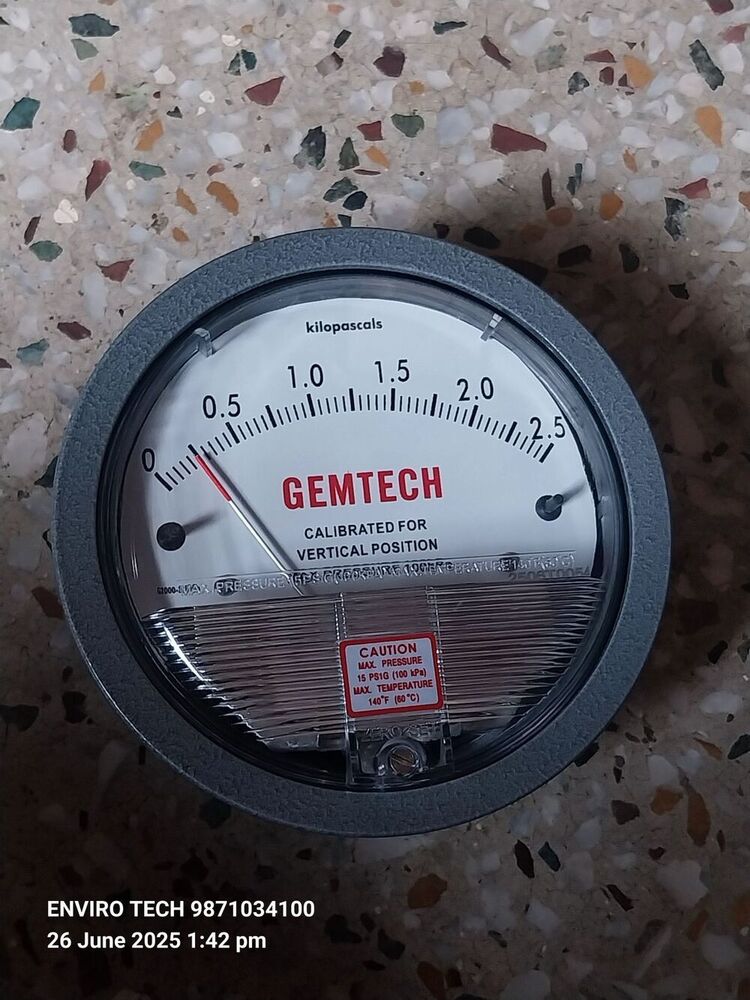 kilopascals
0 0.5 1.0 1.5 2.0 2.5
GEMTECH
CALIBRATED FOR
VERTICAL POSITION
CAUTION
MAX. PRESSURE
15 PSIG (100 kPa)
MAX. TEMPERATURE
140°F (60°C)
ENVIRO TECH 9871034100
26 June 2025 1:42 pm